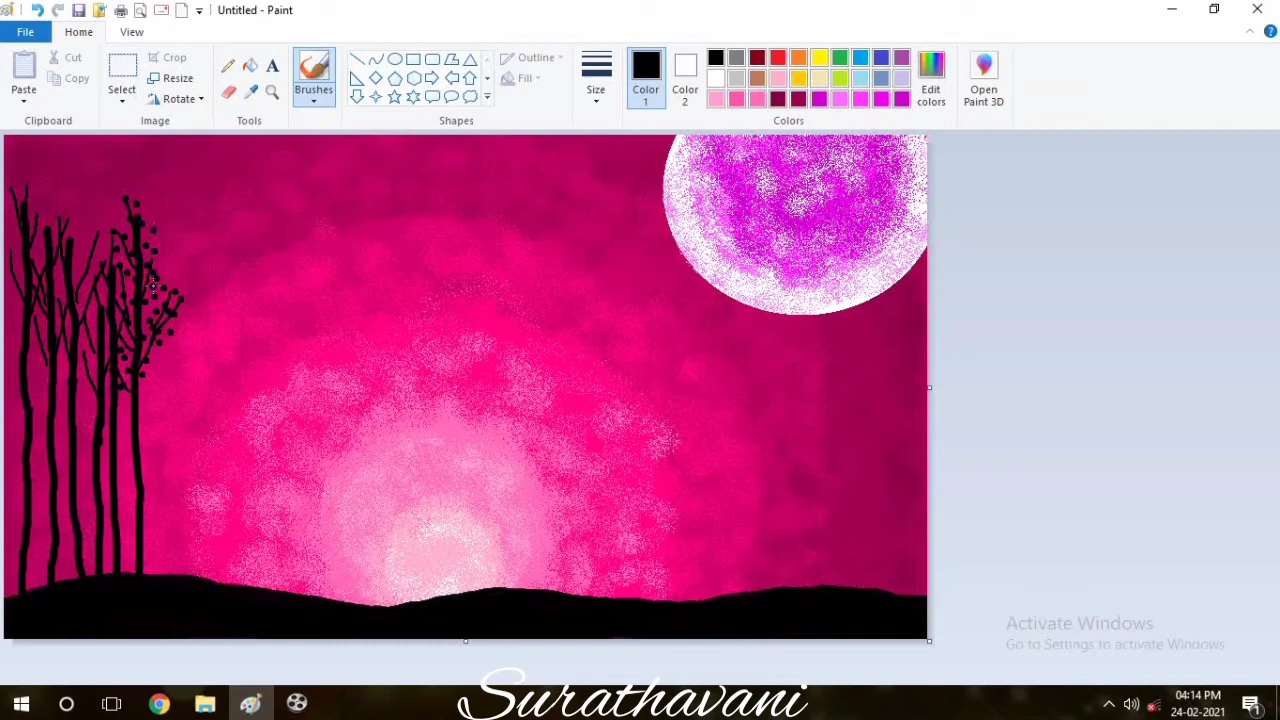 Untitled - Paint
File Home View
Paste
Cut
Copy
Clipboard
Select
Crop
Resize
Rotate
Image
A
Tools
Brushes
Outline
Fill
Shapes
Size
Color 1
Color 2
Edit colors
Colors
Open Paint 3D
Activate Windows
Go to Settings to activate Windows.
Surathavani
04:14 PM
24-02-2021
1